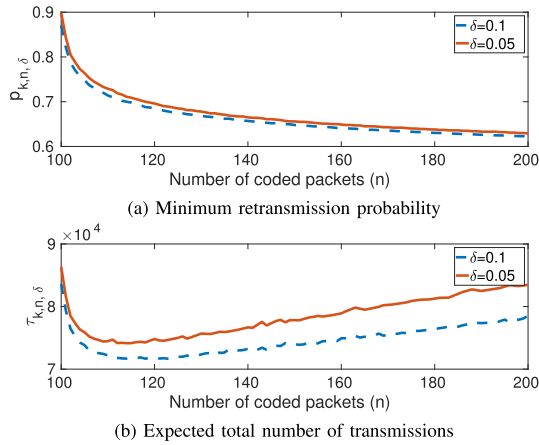 0.9
0.8
0.7
0.6
p k,n, δ
δ=0.1
δ=0.05
100 120 140 160 180 200
Number of coded packets (n)
(a) Minimum retransmission probability
×10^4
9
8
7
τ k,n, δ
δ=0.1
δ=0.05
100 120 140 160 180 200
Number of coded packets (n)
(b) Expected total number of transmissions